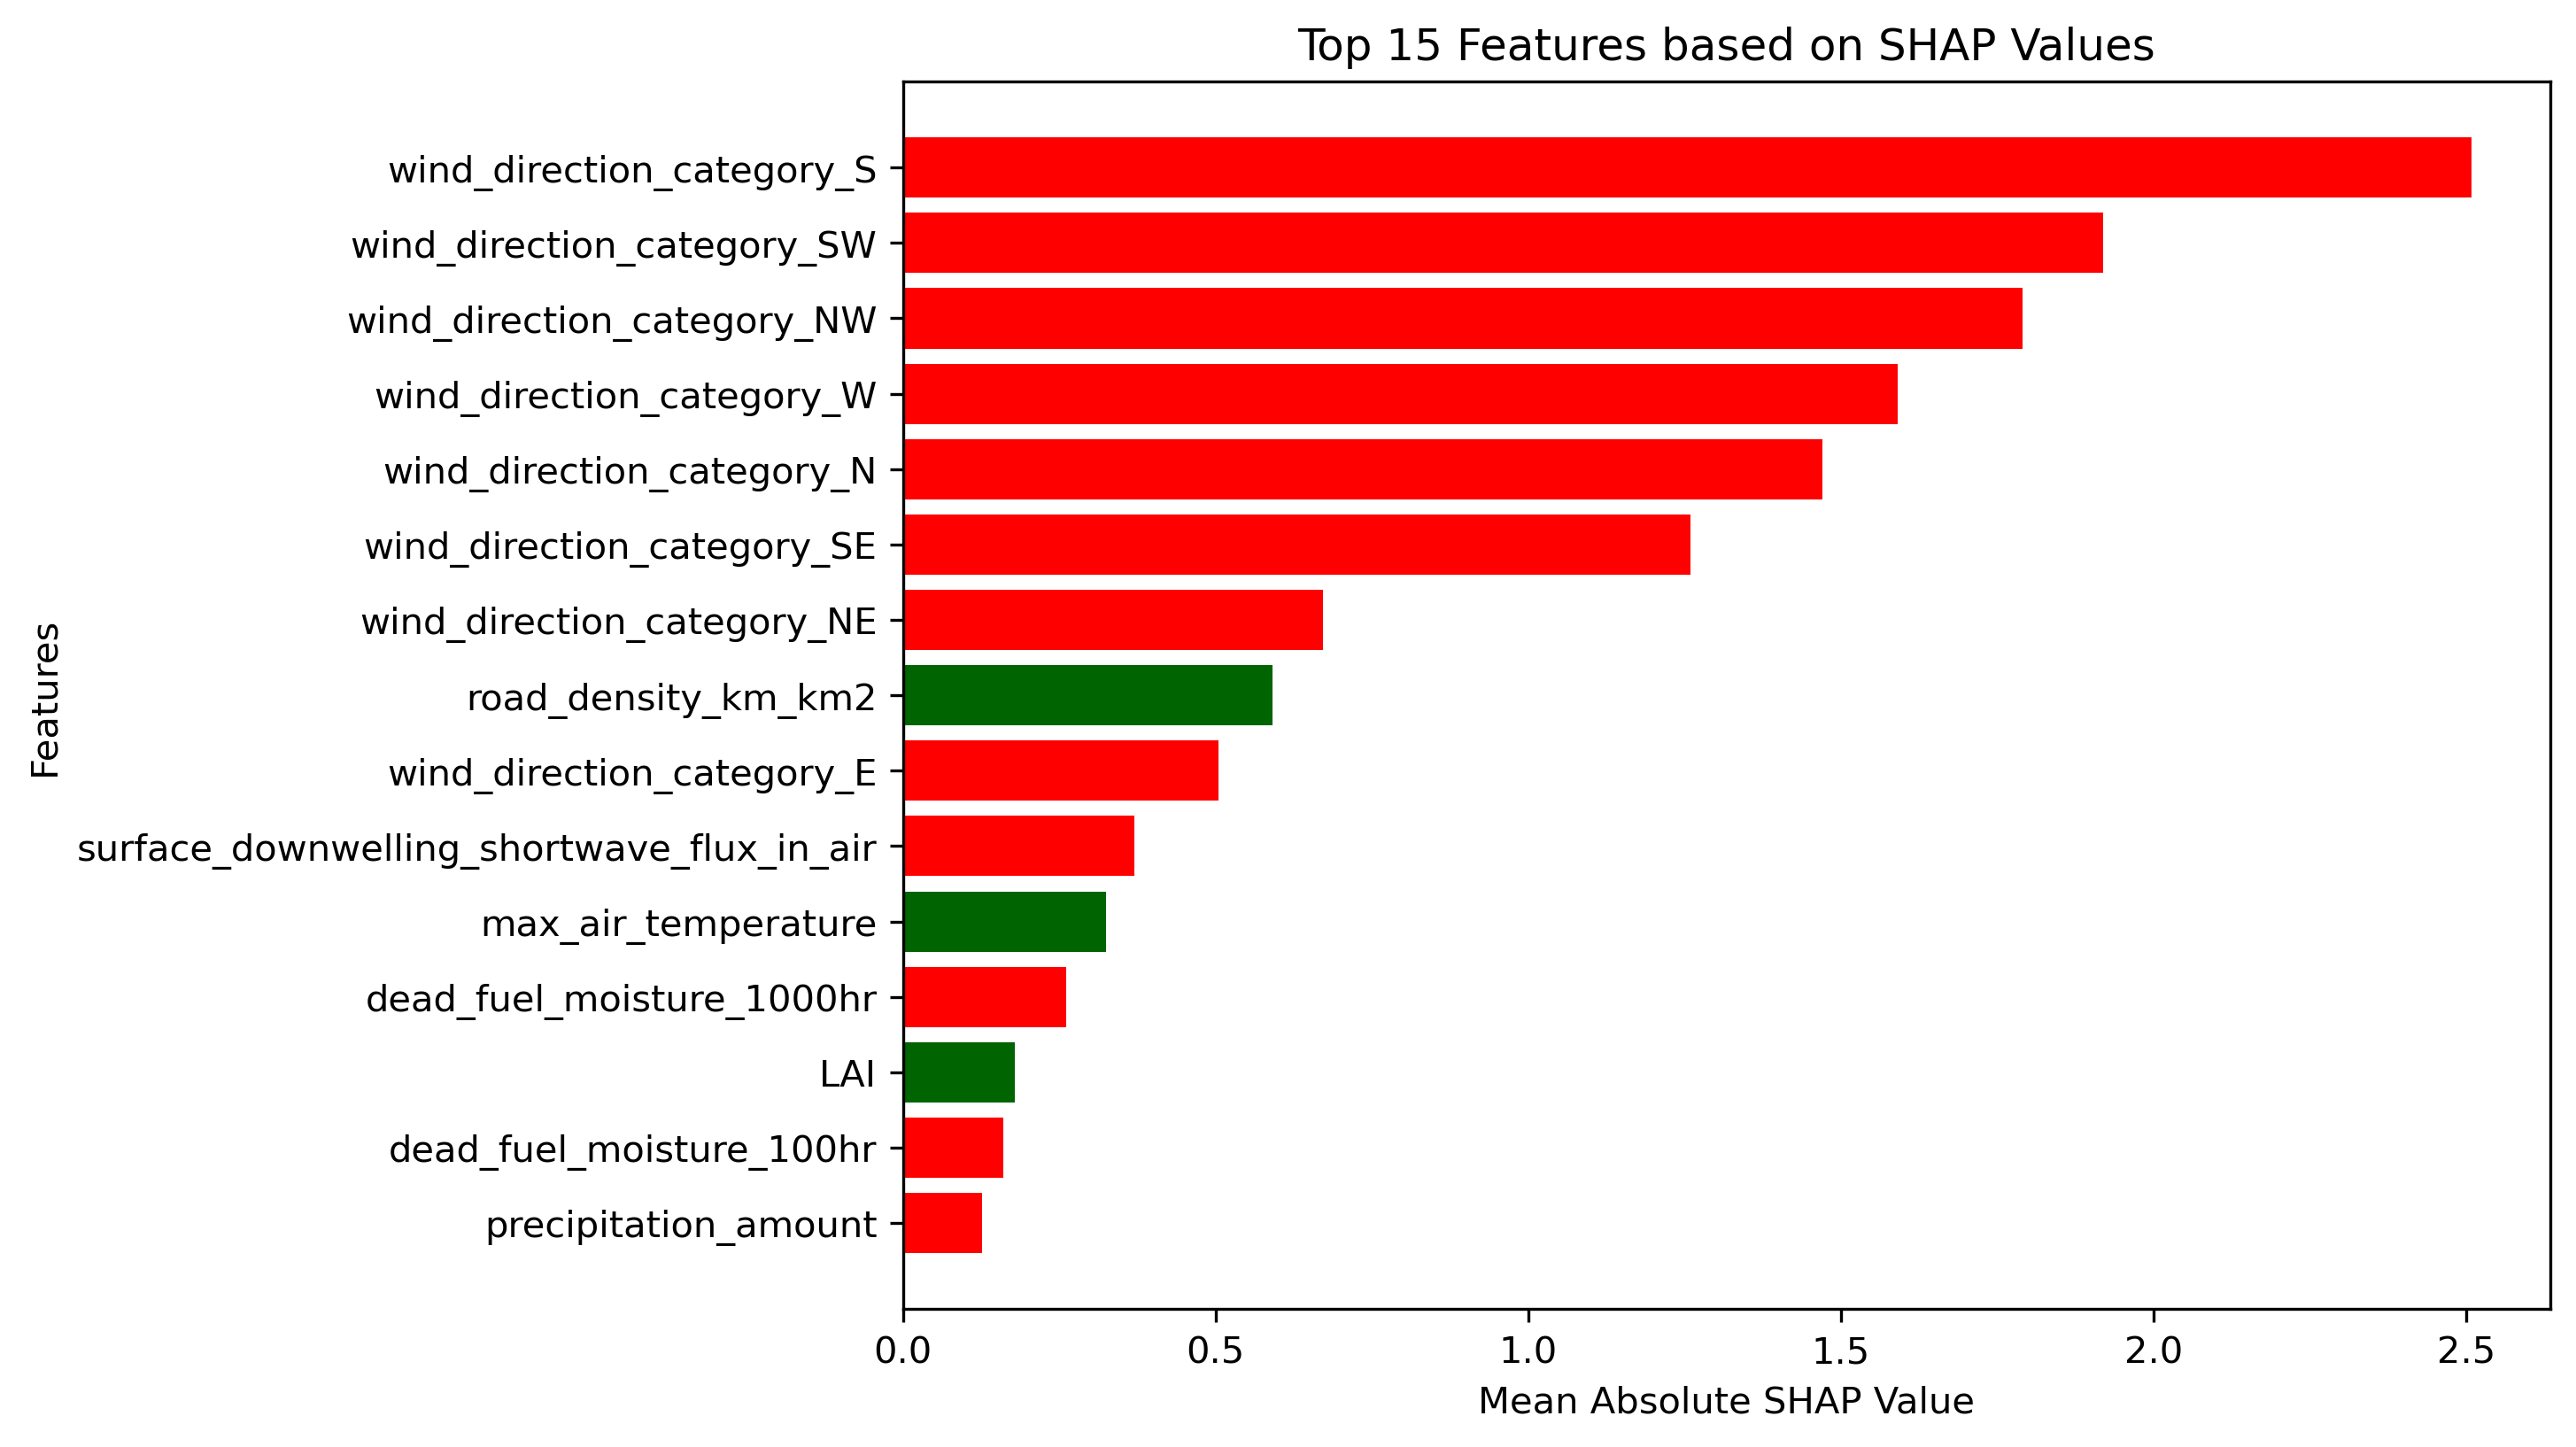 Top 15 Features based on SHAP Values
Features
wind_direction_category_S
wind_direction_category_SW
wind_direction_category_NW
wind_direction_category_W
wind_direction_category_N
wind_direction_category_SE
wind_direction_category_NE
road_density_km_km2
wind_direction_category_E
surface_downwelling_shortwave_flux_in_air
max_air_temperature
dead_fuel_moisture_1000hr
LAI
dead_fuel_moisture_100hr
precipitation_amount
0.0 0.5 1.0 1.5 2.0 2.5
Mean Absolute SHAP Value